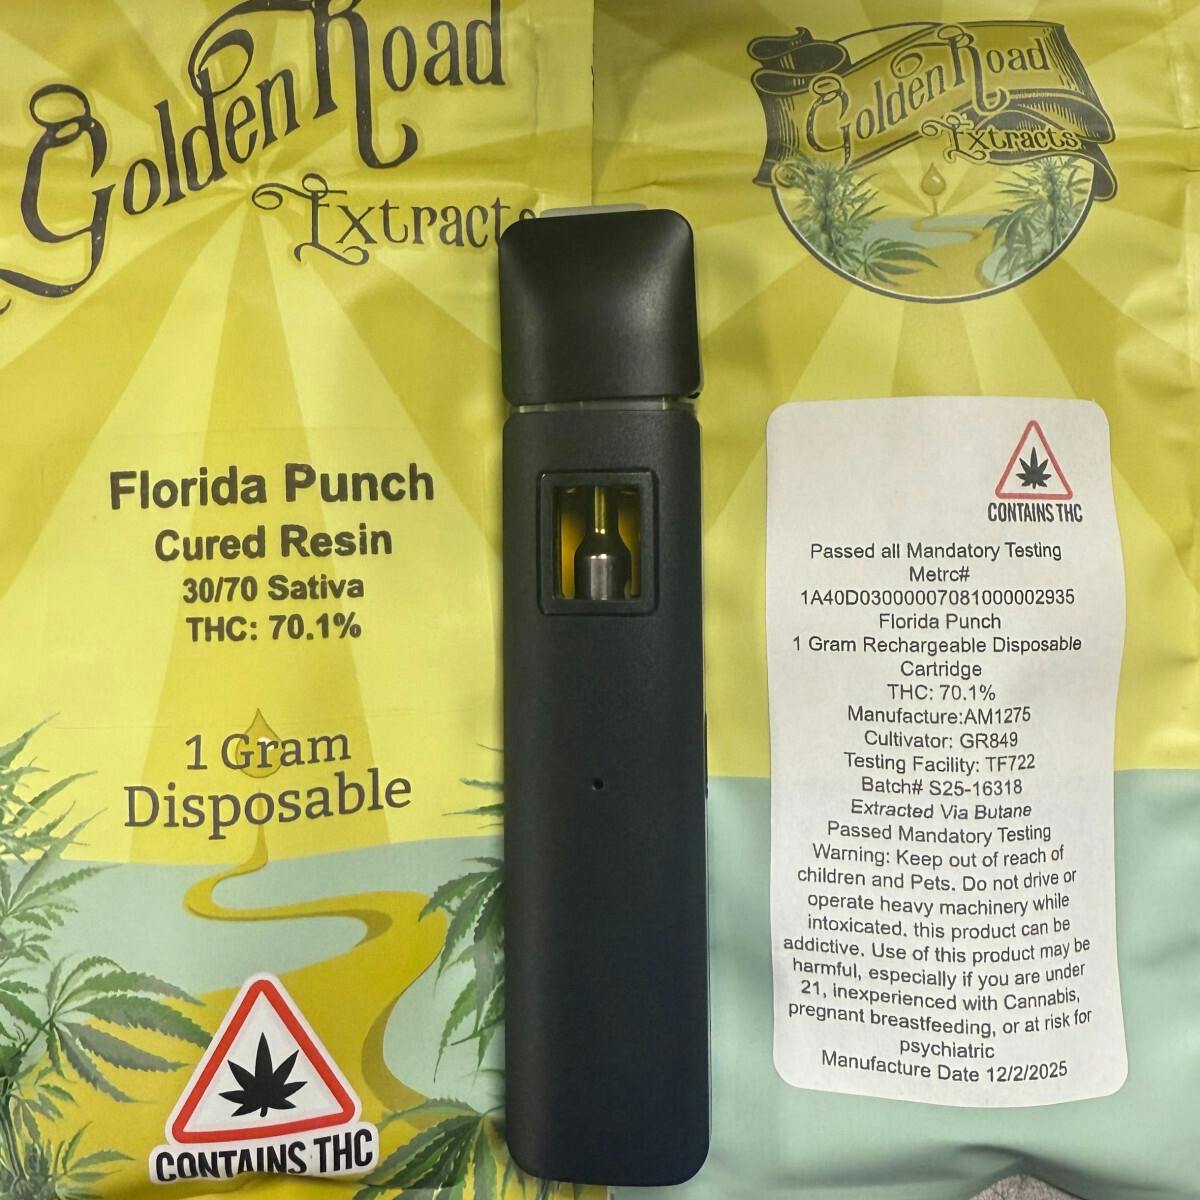 Golden Road
Extracts
Florida Punch
Cured Resin
30/70 Sativa
THC: 70.1%
1 Gram
Disposable
CONTAINS THC
Golden Road
Extracts
CONTAINS THC
Passed all Mandatory Testing
Metrc#
1A40D03000007081000002935
Florida Punch
1 Gram Rechargeable Disposable
Cartridge
THC: 70.1%
Manufacture:AM1275
Cultivator: GR849
Testing Facility: TF722
Batch# S25-16318
Extracted Via Butane
Passed Mandatory Testing
Warning: Keep out of reach of
children and Pets. Do not drive or
operate heavy machinery while
intoxicated. this product can be
addictive. Use of this product may be
harmful, especially if you are under
21, inexperienced with Cannabis,
pregnant breastfeeding, or at risk for
psychiatric
Manufacture Date 12/2/2025